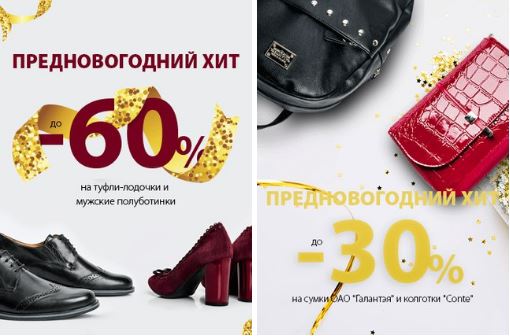 ПРЕДНОВОГОДНИЙ ХИТ
до
-60%
на туфли-лодочки и
мужские полуботинки
ПРЕДНОВОГОДНИЙ ХИТ
до
-30%
на сумки ОАО "Галантэя" и колготки "Conte"